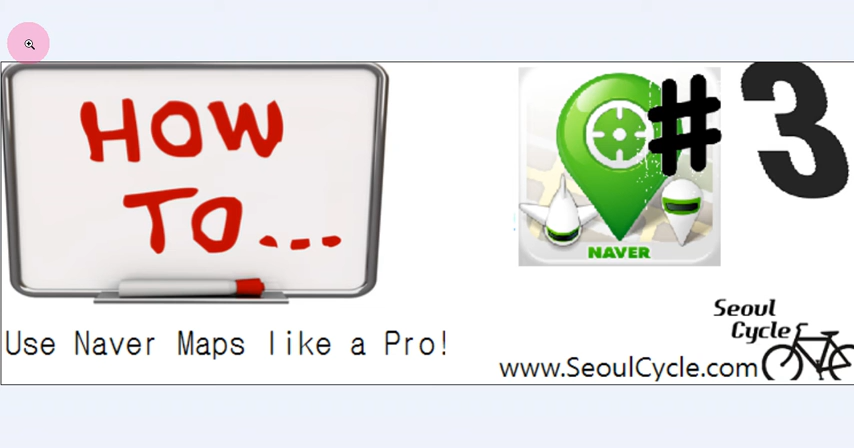 HOW
TO...
#3
NAVER
Use Naver Maps like a Pro!
Seoul
Cycle
www.SeoulCycle.com